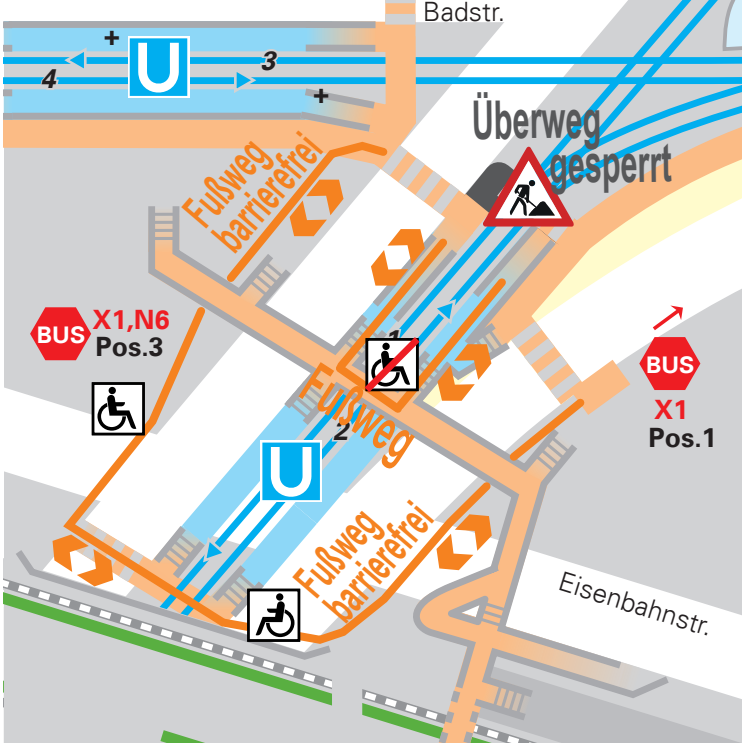 Badstr.
+
3
U
4
+
Überweg
gesperrt
Fußweg
barrierefrei
BUS
X1,N6
Pos.3
BUS
X1
Pos.1
1
Fußweg
2
U
Fußweg
barrierefrei
Eisenbahnstr.